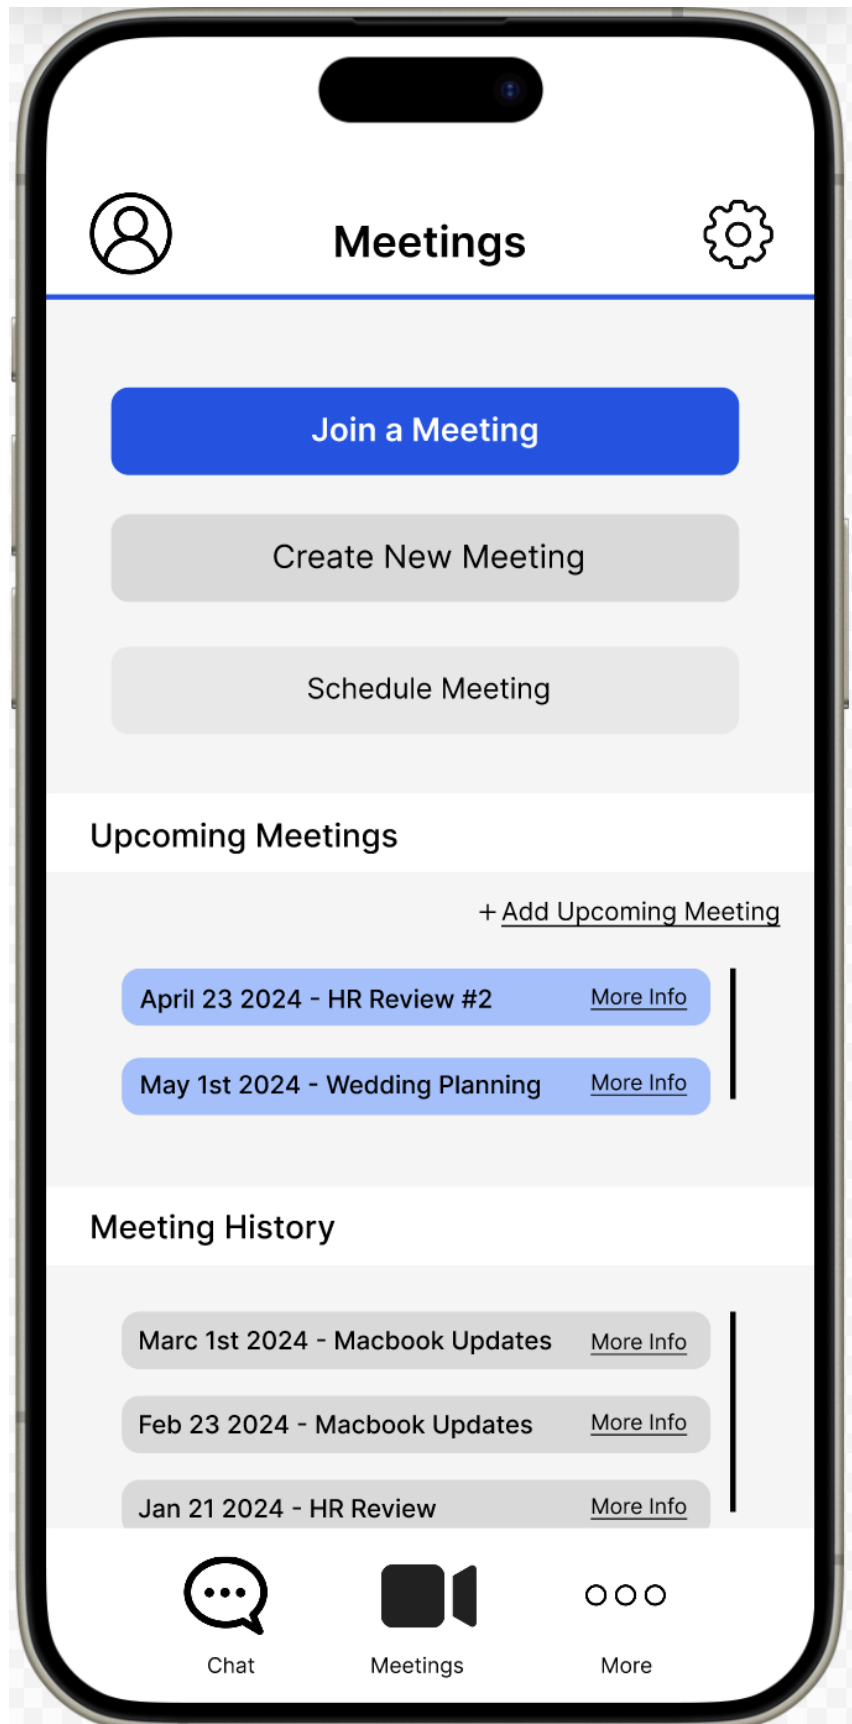 Meetings
Join a Meeting
Create New Meeting
Schedule Meeting
Upcoming Meetings
+ Add Upcoming Meeting
April 23 2024 - HR Review #2 More Info
May 1st 2024 - Wedding Planning More Info
Meeting History
Marc 1st 2024 - Macbook Updates More Info
Feb 23 2024 - Macbook Updates More Info
Jan 21 2024 - HR Review More Info
Chat Meetings More